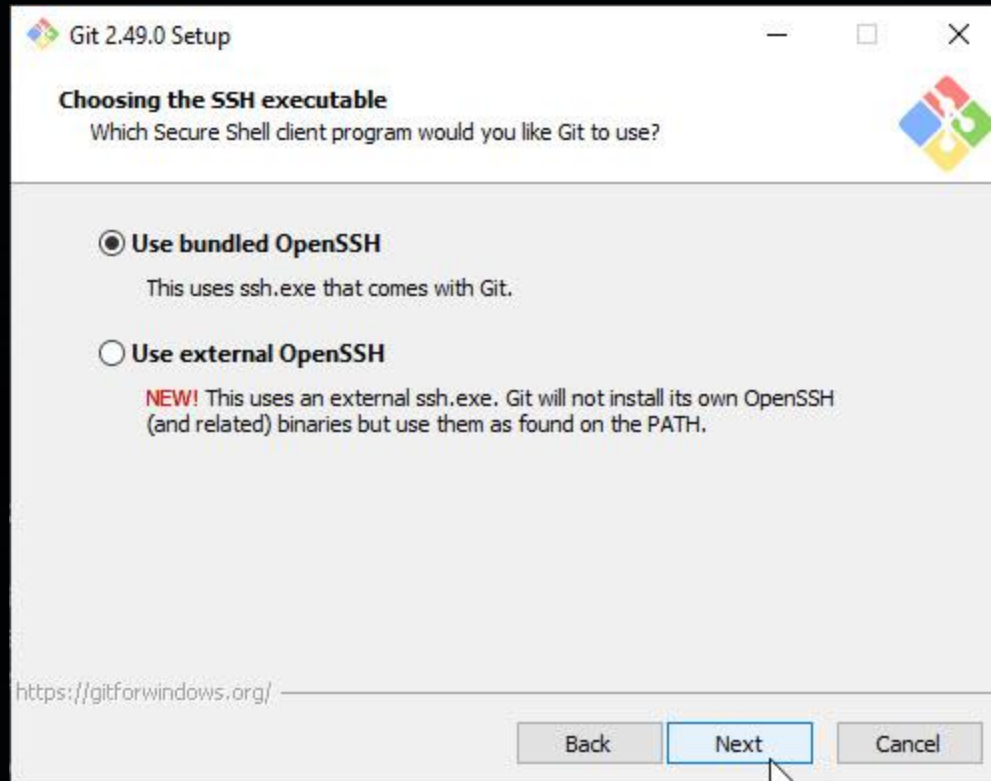 Git 2.49.0 Setup
Choosing the SSH executable
Which Secure Shell client program would you like Git to use?
Use bundled OpenSSH
This uses ssh.exe that comes with Git.
Use external OpenSSH
NEW! This uses an external ssh.exe. Git will not install its own OpenSSH
(and related) binaries but use them as found on the PATH.
https://gitforwindows.org/
Back Next Cancel